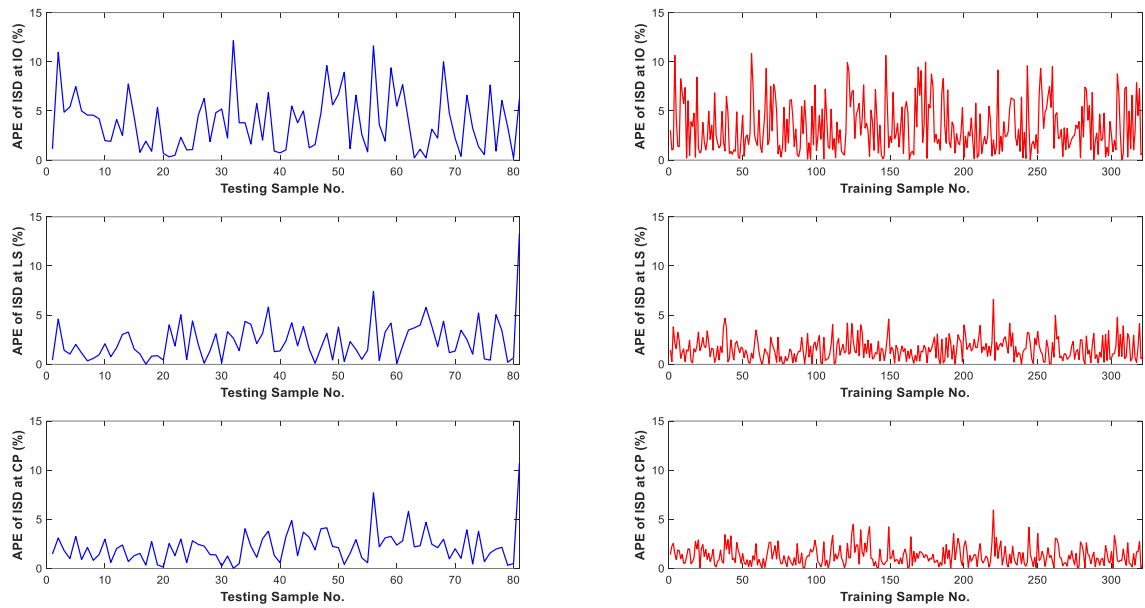 APE of ISD at IO (%)
15
10
5
0
0 10 20 30 40 50 60 70 80
Testing Sample No.
APE of ISD at IO (%)
15
10
5
0
0 50 100 150 200 250 300
Training Sample No.
APE of ISD at LS (%)
15
10
5
0
0 10 20 30 40 50 60 70 80
Testing Sample No.
APE of ISD at LS (%)
15
10
5
0
0 50 100 150 200 250 300
Training Sample No.
APE of ISD at CP (%)
15
10
5
0
0 10 20 30 40 50 60 70 80
Testing Sample No.
APE of ISD at CP (%)
15
10
5
0
0 50 100 150 200 250 300
Training Sample No.